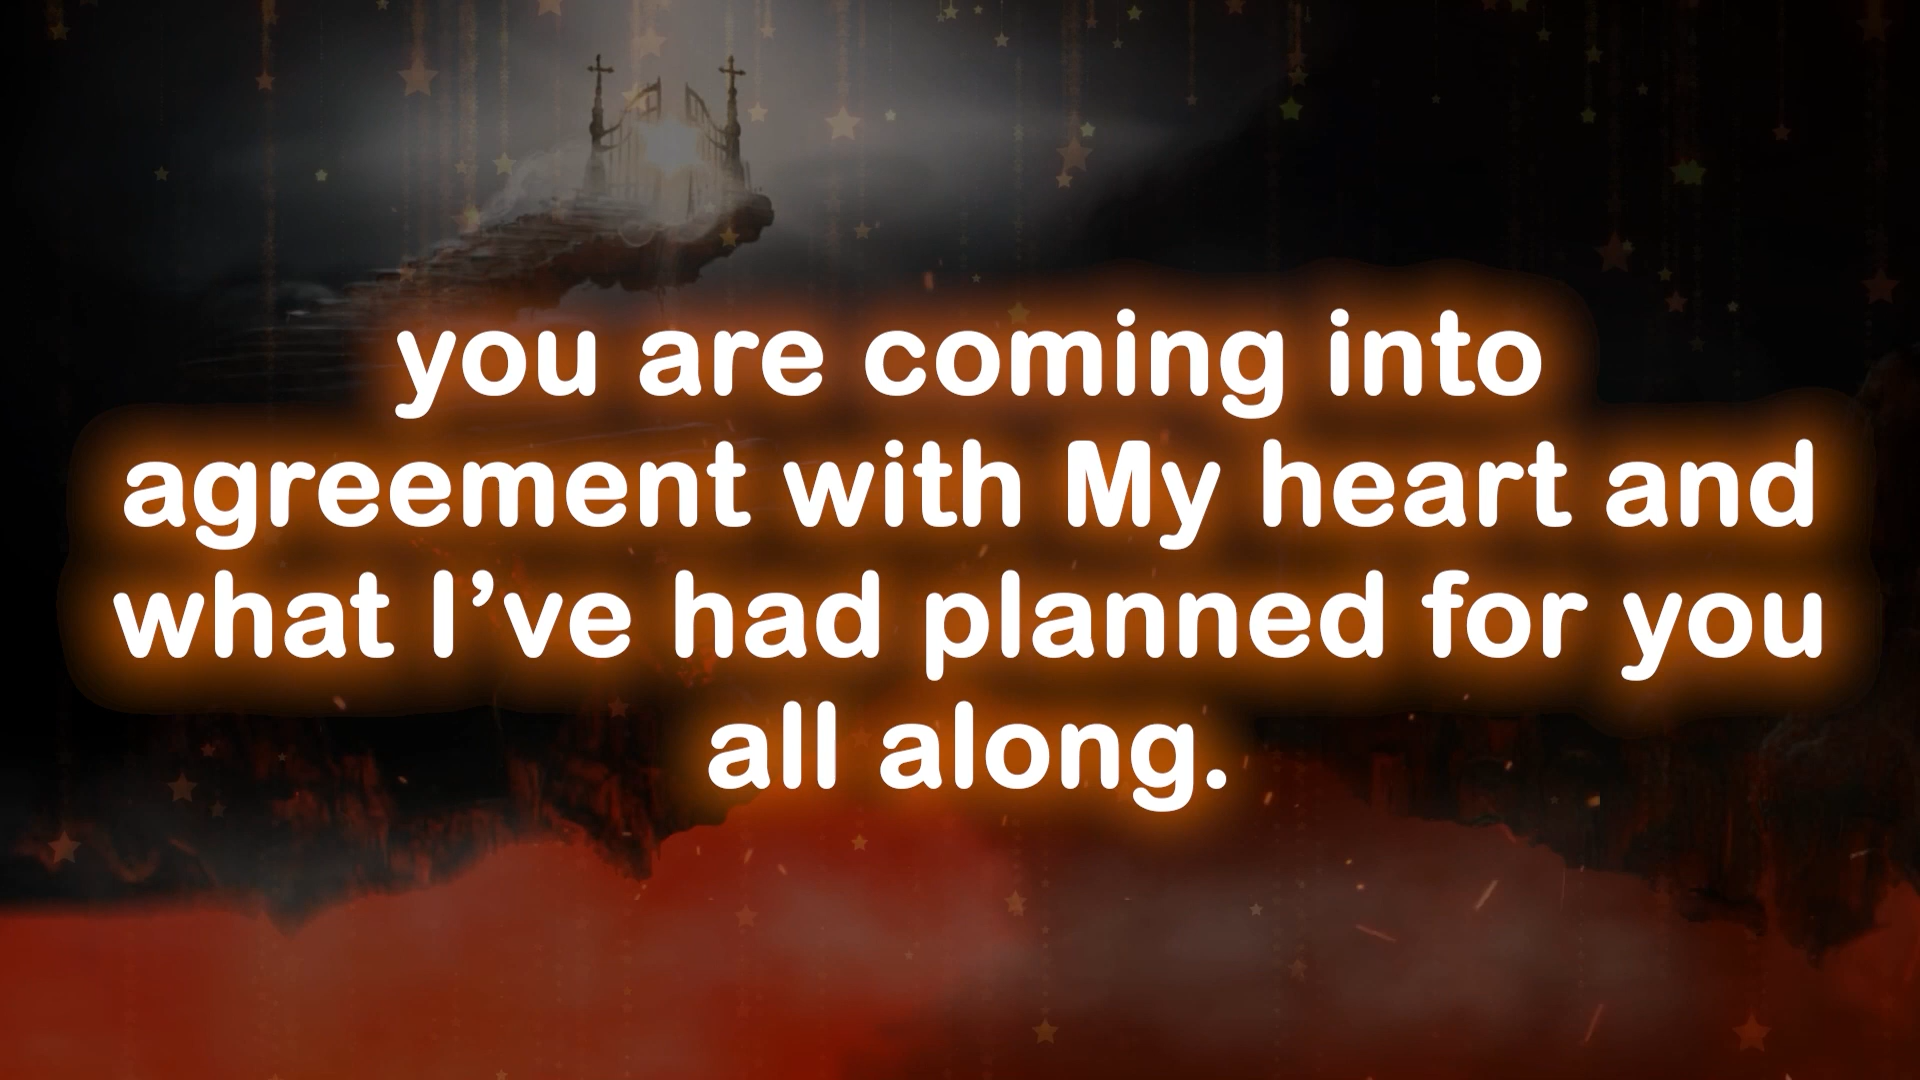 you are coming into
agreement with My heart and
what I’ve had planned for you
all along.